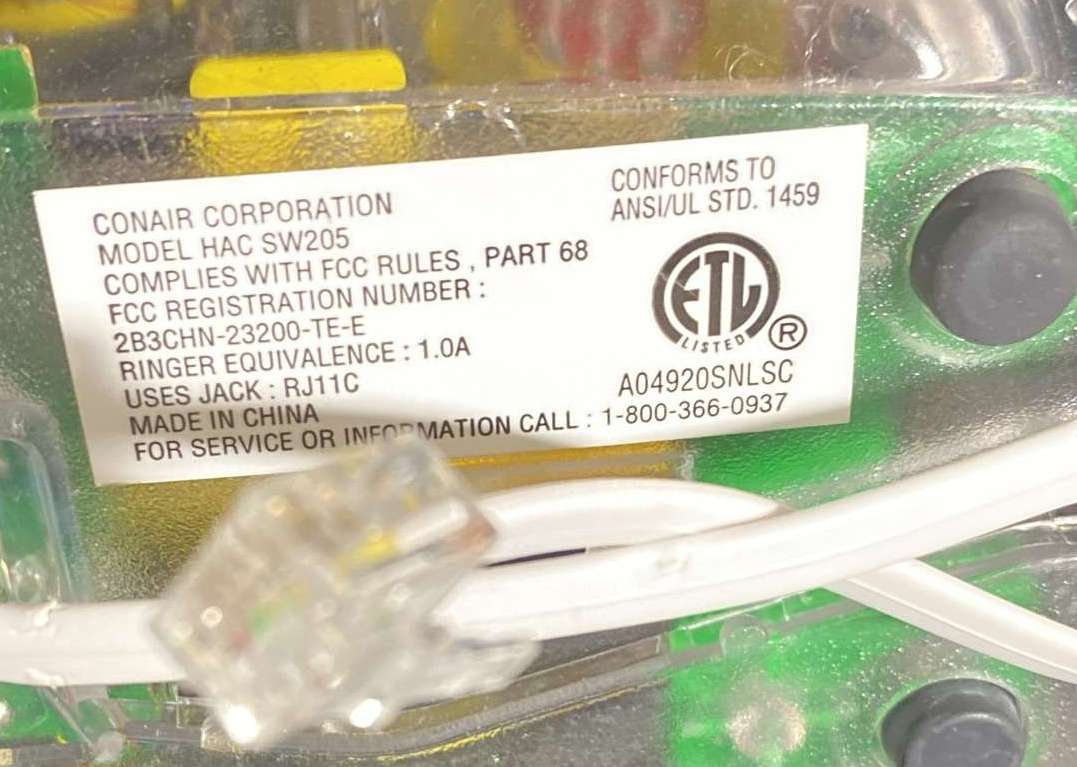 CONAIR CORPORATION
MODEL HAC SW205
COMPLIES WITH FCC RULES , PART 68
FCC REGISTRATION NUMBER :
2B3CHN-23200-TE-E
RINGER EQUIVALENCE : 1.0A
USES JACK : RJ11C
MADE IN CHINA
FOR SERVICE OR INFORMATION CALL : 1-800-366-0937
CONFORMS TO
ANSI/UL STD. 1459
ETL
LISTED
®
A04920SNLSC